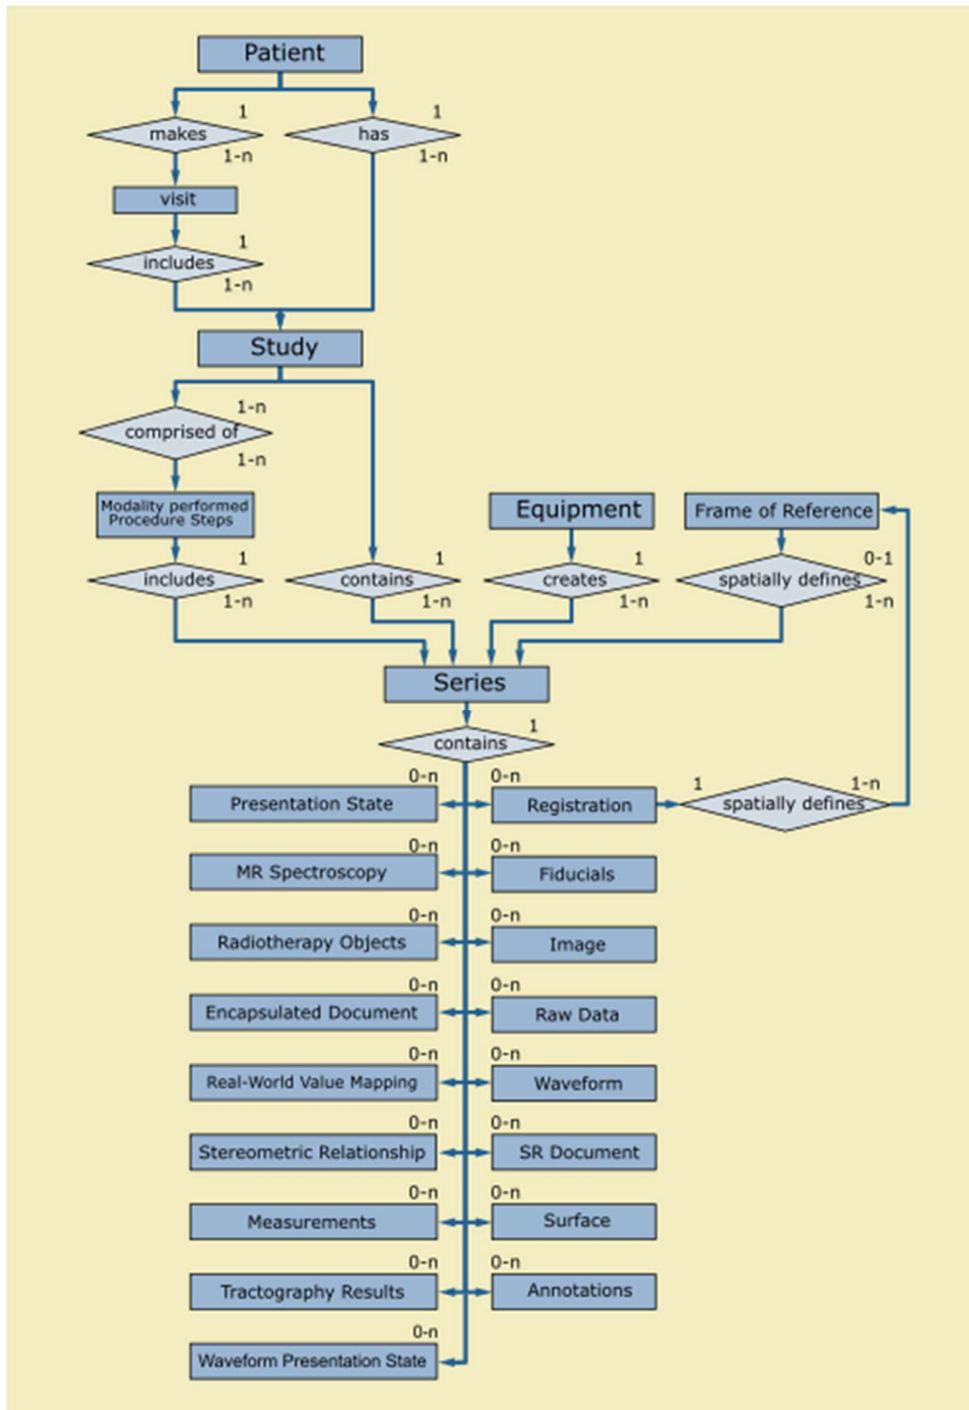 Patient
1 1
makes has
1-n 1-n
visit
1
includes
1-n
Study
1-n
comprised of
1-n
Modality performed
Procedure Steps
Equipment
Frame of Reference
1 1 1 0-1
includes contains creates spatially defines
1-n 1-n 1-n 1-n
Series
1
contains
0-n 0-n 1 1-n
Presentation State Registration spatially defines
0-n 0-n
MR Spectroscopy Fiducials
0-n 0-n
Radiotherapy Objects Image
0-n 0-n
Encapsulated Document Raw Data
0-n 0-n
Real-World Value Mapping Waveform
0-n 0-n
Stereometric Relationship SR Document
0-n 0-n
Measurements Surface
0-n 0-n
Tractography Results Annotations
0-n
Waveform Presentation State